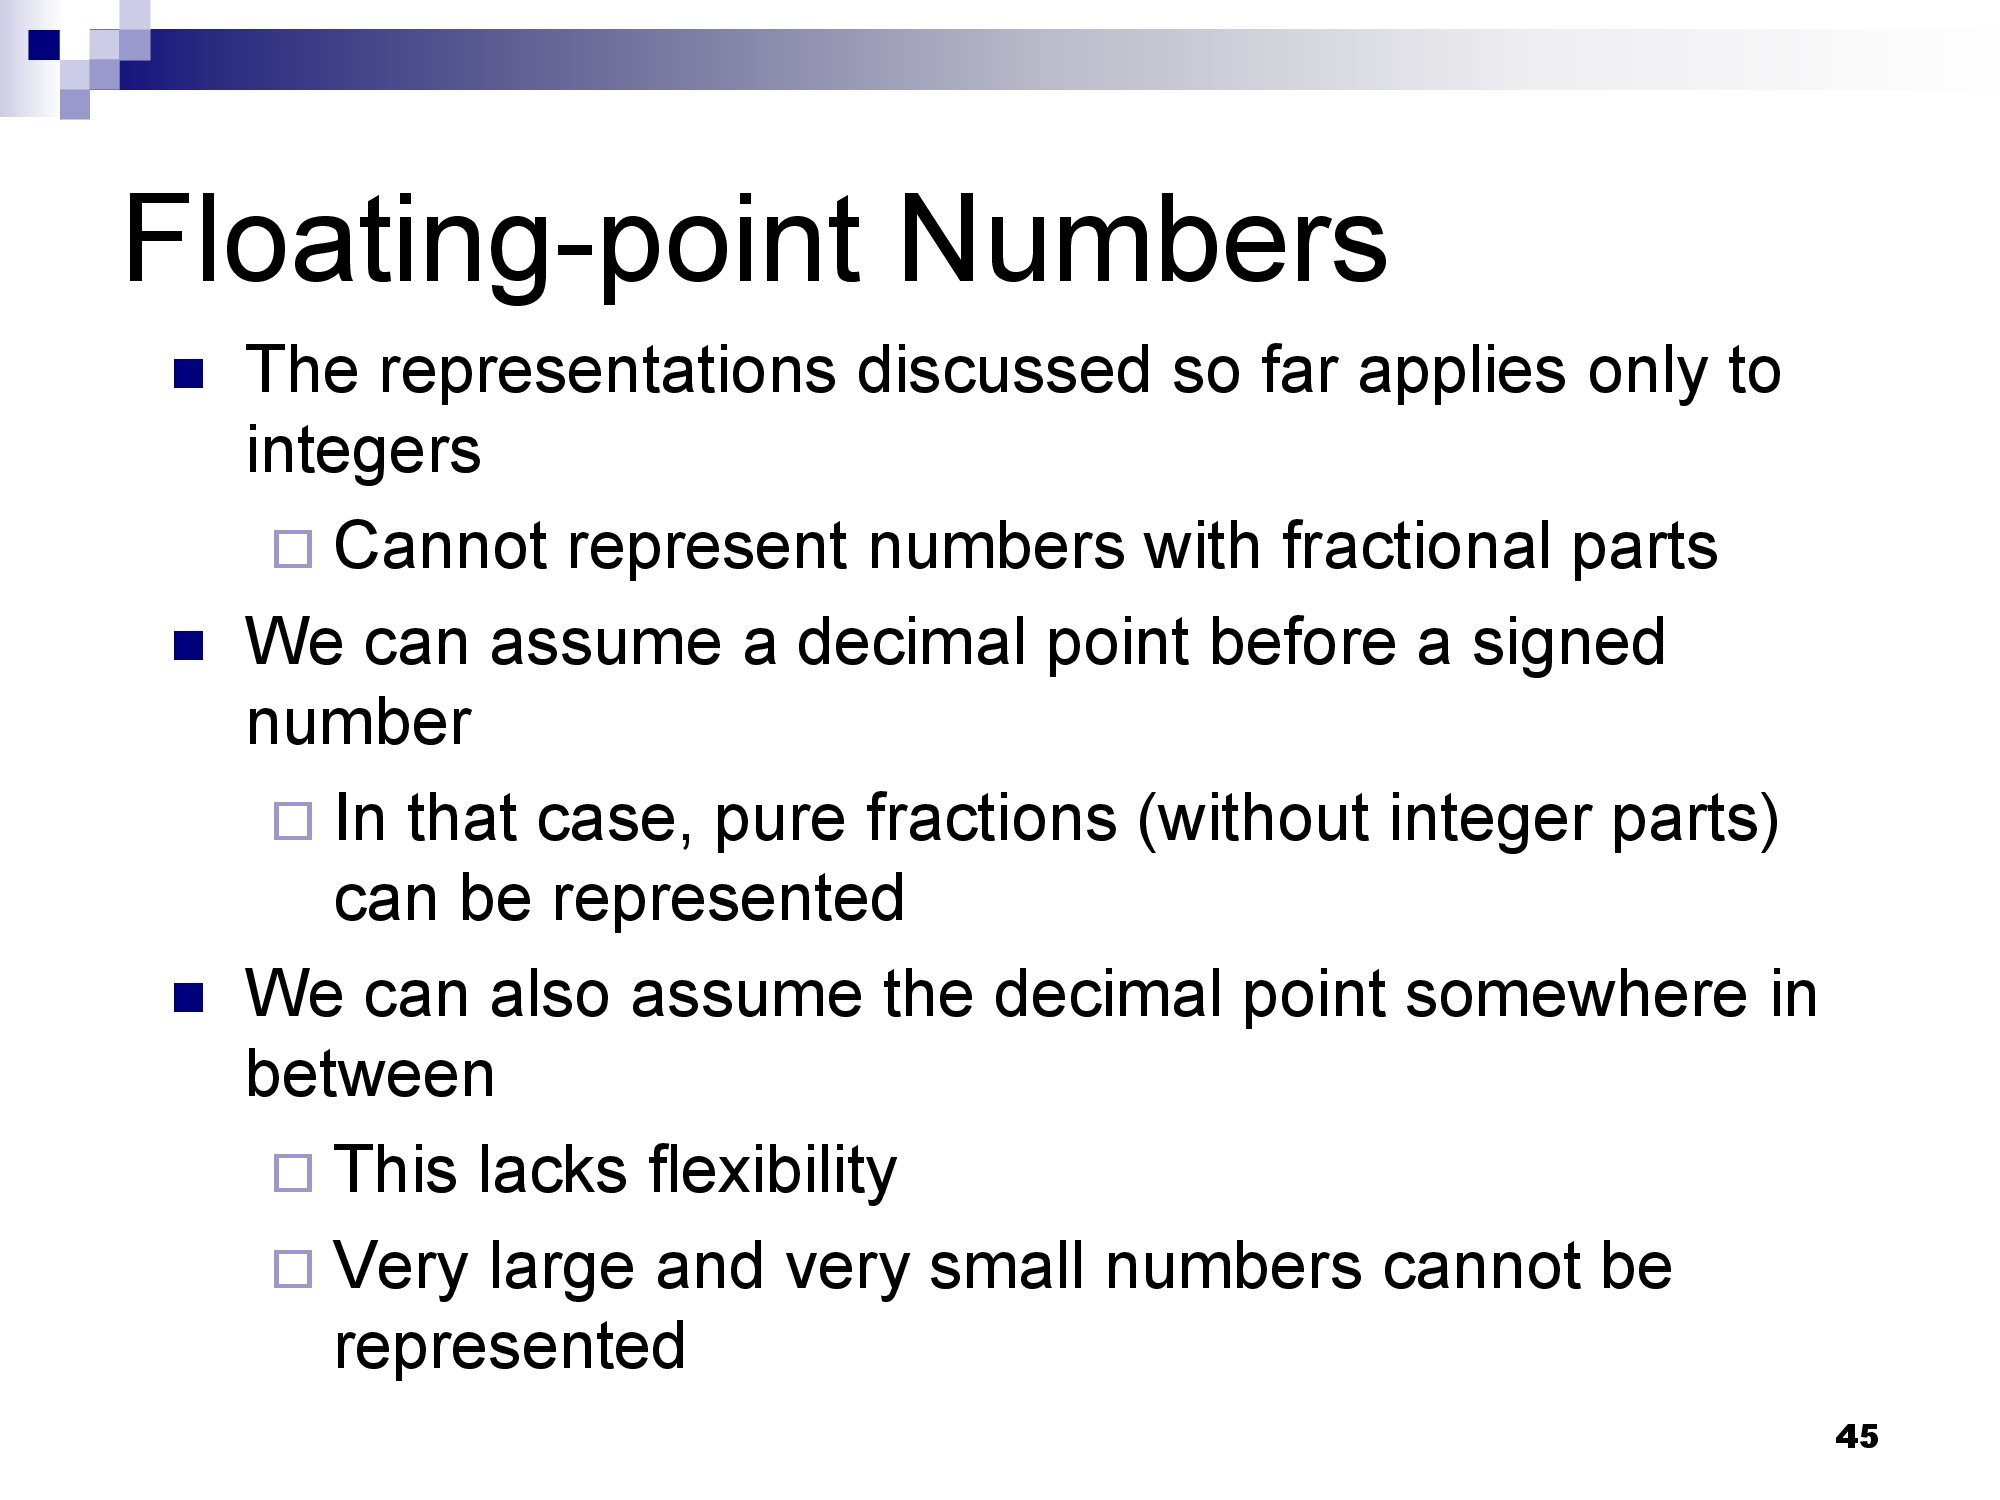 Floating-point Numbers
The representations discussed so far applies only to
integers
Cannot represent numbers with fractional parts
We can assume a decimal point before a signed
number
In that case, pure fractions (without integer parts)
can be represented
We can also assume the decimal point somewhere in
between
This lacks flexibility
Very large and very small numbers cannot be
represented
45